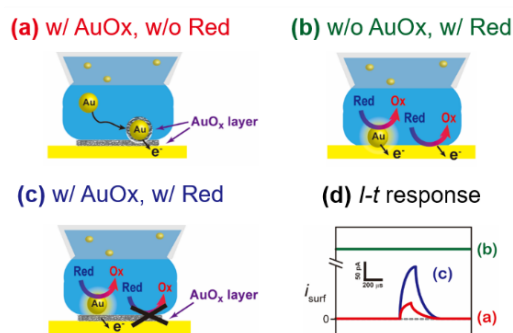 (a) w/ AuOx, w/o Red
Au
Au
AuOx layer
e-
(b) w/o AuOx, w/ Red
Red
Ox
Red
Ox
Au
e-
e-
(c) w/ AuOx, w/ Red
Red
Ox
Red
Ox
Au
AuOx layer
e-
(d) I-t response
50 pA
200 μs
isurf
0
(b)
(c)
(a)